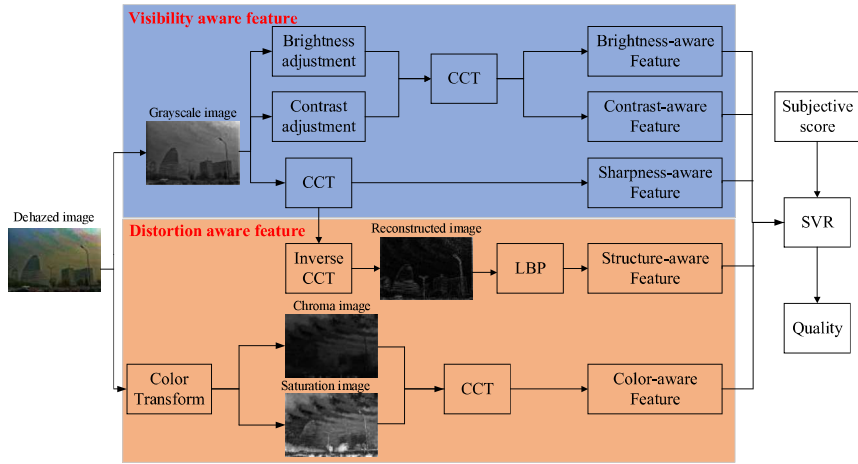 Visibility aware feature
Brightness
adjustment
CCT
Brightness-aware
Feature
Contrast
adjustment
Contrast-aware
Feature
Subjective
score
Grayscale image
CCT
Sharpness-aware
Feature
Dehazed image
Distortion aware feature
SVR
Inverse
CCT
Reconstructed image
LBP
Structure-aware
Feature
Chroma image
Quality
Color
Transform
Saturation image
CCT
Color-aware
Feature